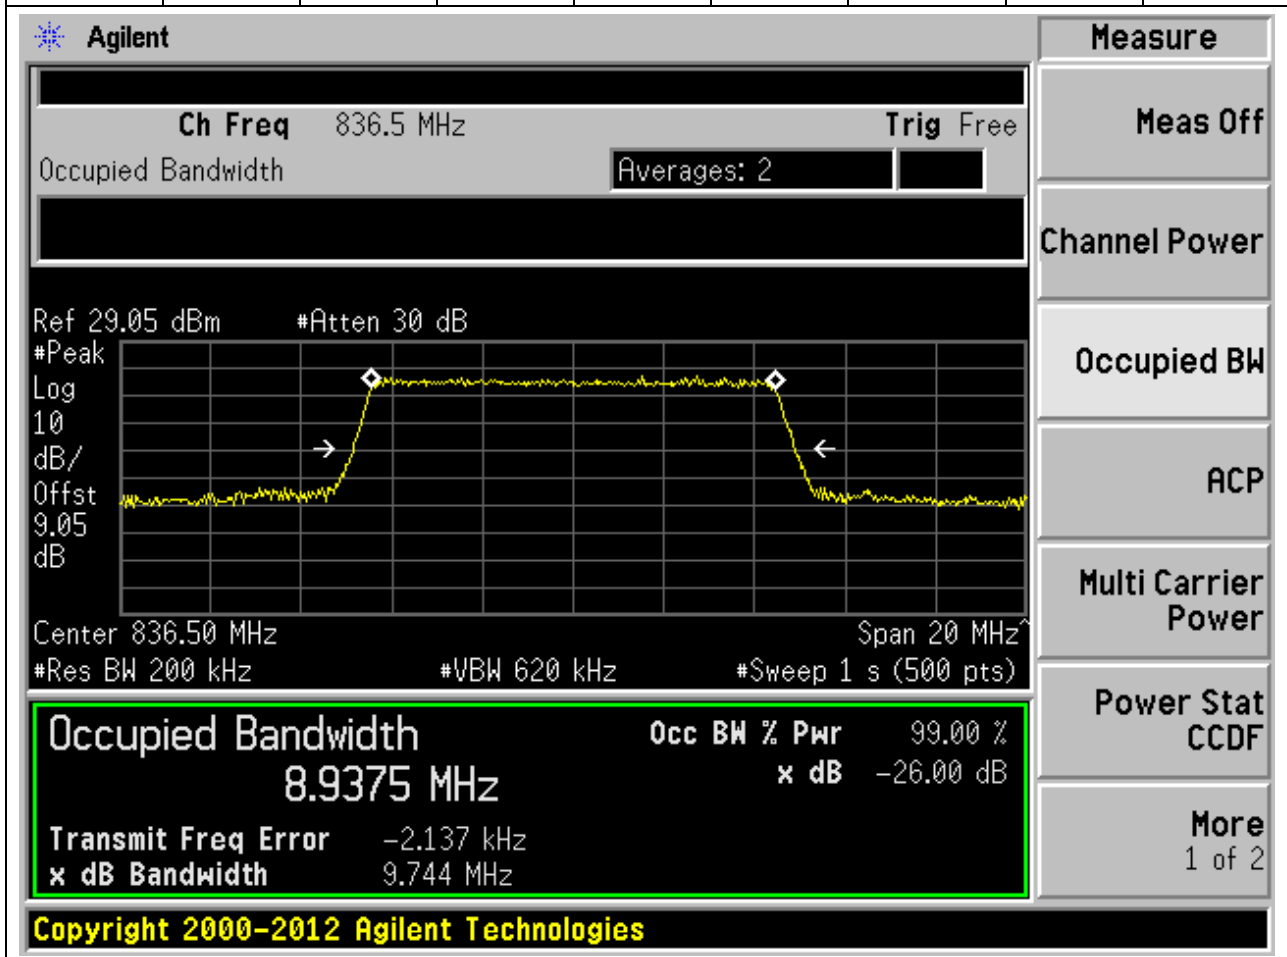 Agilent
Measure
Ch Freq 836.5 MHz Trig Free
Occupied Bandwidth Averages: 2
Ref 29.05 dBm #Atten 30 dB
#Peak
Log
10
dB/
Offst
9.05
dB
Center 836.50 MHz Span 20 MHz^
#Res BW 200 kHz #VBW 620 kHz #Sweep 1 s (500 pts)
Occupied Bandwidth Occ BW % Pwr 99.00 %
8.9375 MHz x dB -26.00 dB
Transmit Freq Error -2.137 kHz
x dB Bandwidth 9.744 MHz
Copyright 2000-2012 Agilent Technologies
Meas Off
Channel Power
Occupied BW
ACP
Multi Carrier
Power
Power Stat
CCDF
More
1 of 2